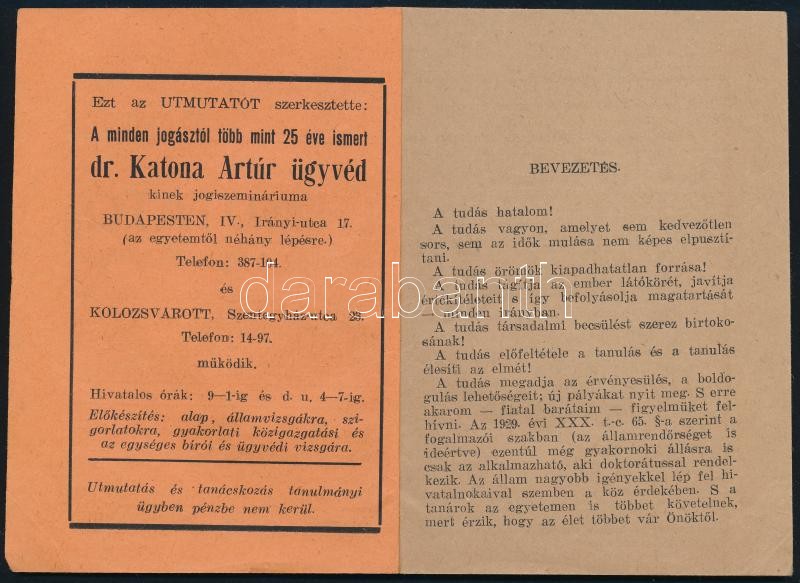 Ezt az UTMUTATÓT szerkesztette:
A minden jogásztól több mint 25 éve ismert
dr. Katona Artúr ügyvéd
kinek jogiszemináriuma
BUDAPESTEN, IV., Irányi-utca 17.
(az egyetemtől néhány lépésre.)
Telefon: 387-194.
és
KOLOZSVAROTT, Szentegyház-utca 23.
Telefon: 14-97.
müködik.
Hivatalos órák: 9—1-ig és d. u. 4—7-ig.
Előkészítés: alap, államvizsgákra, szi-
gorlatokra, gyakorlati közigazgatási és
az egységes bírói és ügyvédi vizsgára.
Utmutatás és tanácskozás tanulmányi
ügyben pénzbe nem kerül.
BEVEZETÉS.
A tudás hatalom!
A tudás vagyon, amelyet sem kedvezőtlen
sors, sem az idők mulása nem képes elpusztí-
tani.
A tudás örömök kiapadhatatlan forrása!
A tudás tágítja az ember látókörét, javítja
értékítéleteit s így befolyásolja magatartását
— minden irányban.
A tudás társadalmi becsülést szerez birtoko-
sának!
A tudás előfeltétele a tanulás és a tanulás
élesíti az elmét!
A tudás megadja az érvényesülés, a boldo-
gulás lehetőségeit; új pályákat nyit meg. S erre
akarom — fiatal barátaim — figyelmüket fel-
hívni. Az 1929. évi XXX. t.-c. 65. §-a szerint a
fogalmazói szakban (az államrendőrséget is
ideértve) ezentúl még gyakornoki állásra is
csak az alkalmazható, aki doktorátussal rendel-
kezik. Az állam nagyobb igényekkel lép fel hi-
vatalnokaival szemben a köz érdekében. S a
tanárok az egyetemen is többet követelnek,
mert érzik, hogy az élet többet vár Önöktől.
darabanth.com